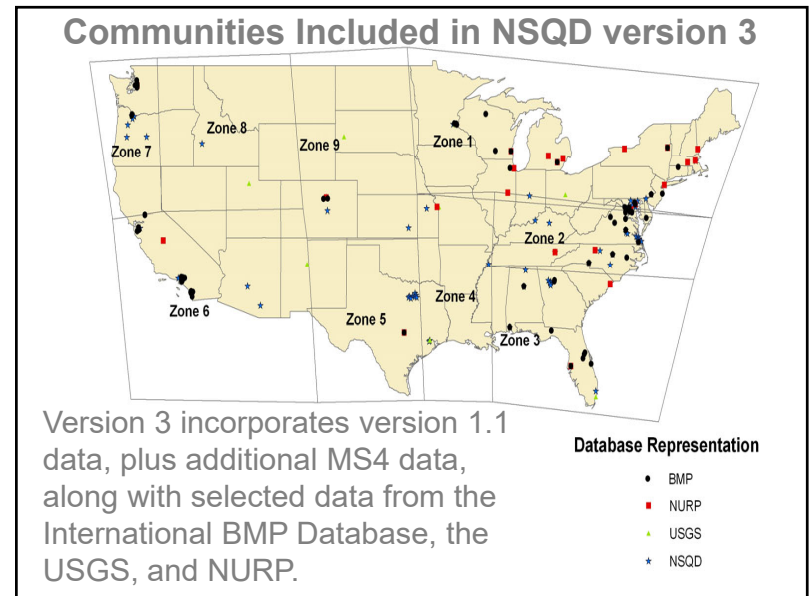 Communities Included in NSQD version 3
Zone 8
Zone 7
Zone 9
Zone 1
Zone 2
Zone 4
Zone 6
Zone 5
Zone 3
Version 3 incorporates version 1.1
data, plus additional MS4 data,
along with selected data from the
International BMP Database, the
USGS, and NURP.
Database Representation
BMP
NURP
USGS
NSQD